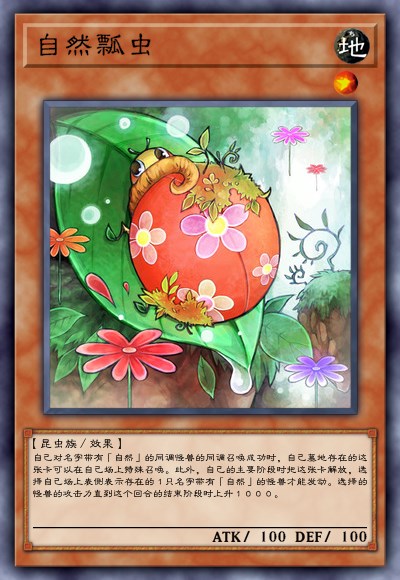 自然瓢虫
地
【昆虫族／效果】
自己对名字带有「自然」的同调怪兽的同调召唤成功时，自己墓地存在的这
张卡可以在自己场上特殊召唤。此外，自己的主要阶段时把这张卡解放，选
择自己场上表侧表示存在的１只名字带有「自然」的怪兽才能发动。选择的
怪兽的攻击力直到这个回合的结束阶段时上升１０００。
ATK/ 100 DEF/ 100